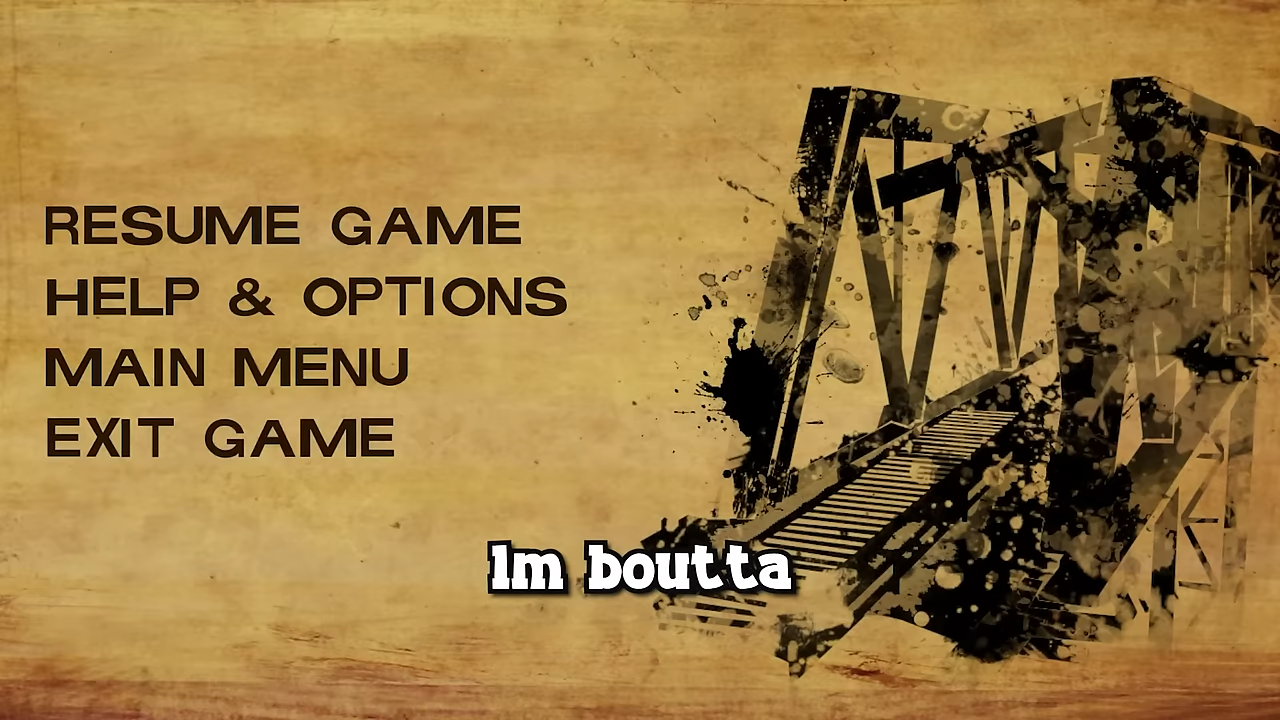 RESUME GAME
HELP & OPTIONS
MAIN MENU
EXIT GAME
Im boutta